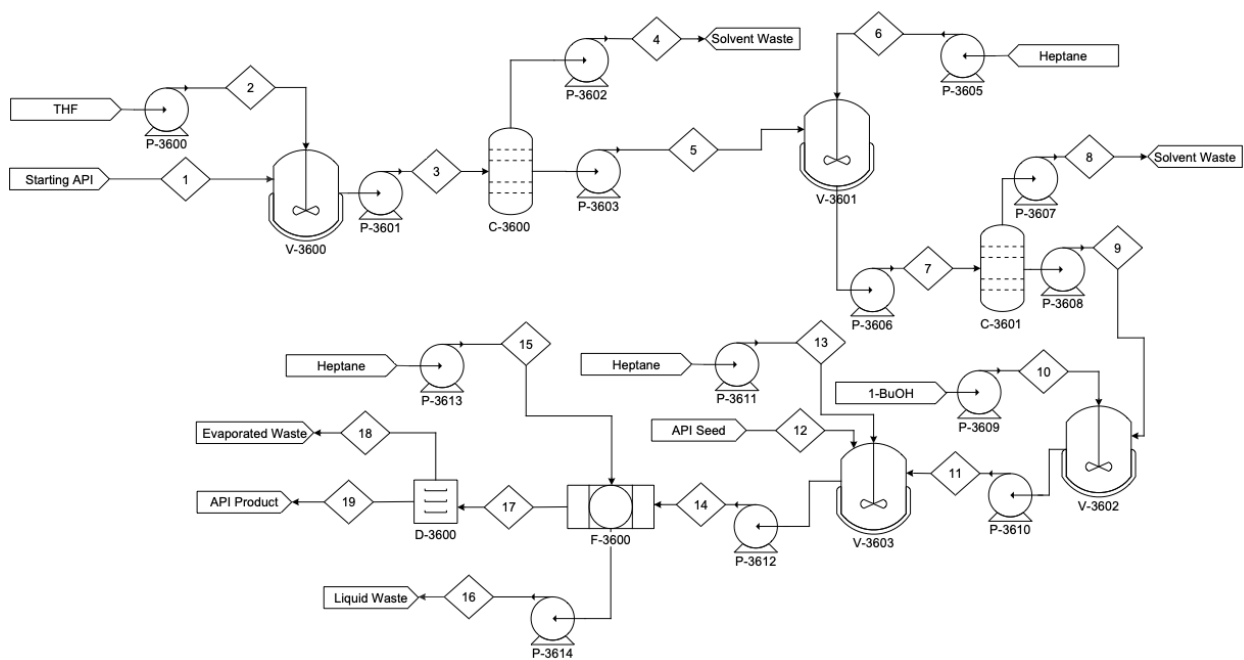 Solvent Waste
4
P-3602
6
Heptane
P-3605
THF
2
P-3600
Starting API
1
V-3600
3
P-3601
C-3600
5
P-3603
V-3601
8
Solvent Waste
P-3607
7
P-3606
C-3601
9
P-3608
15
Heptane
P-3613
13
Heptane
P-3611
10
1-BuOH
P-3609
Evaporated Waste
18
API Seed
12
API Product
19
D-3600
17
F-3600
14
P-3612
V-3603
11
P-3610
V-3602
Liquid Waste
16
P-3614